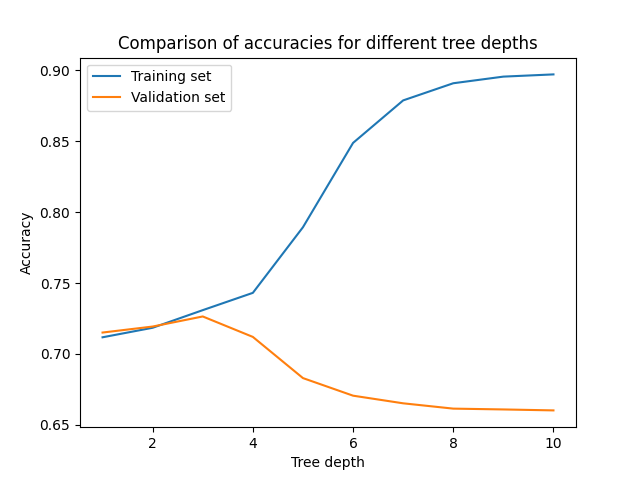 Comparison of accuracies for different tree depths
Training set
Validation set
0.90
0.85
0.80
0.75
0.70
0.65
Accuracy
2 4 6 8 10
Tree depth